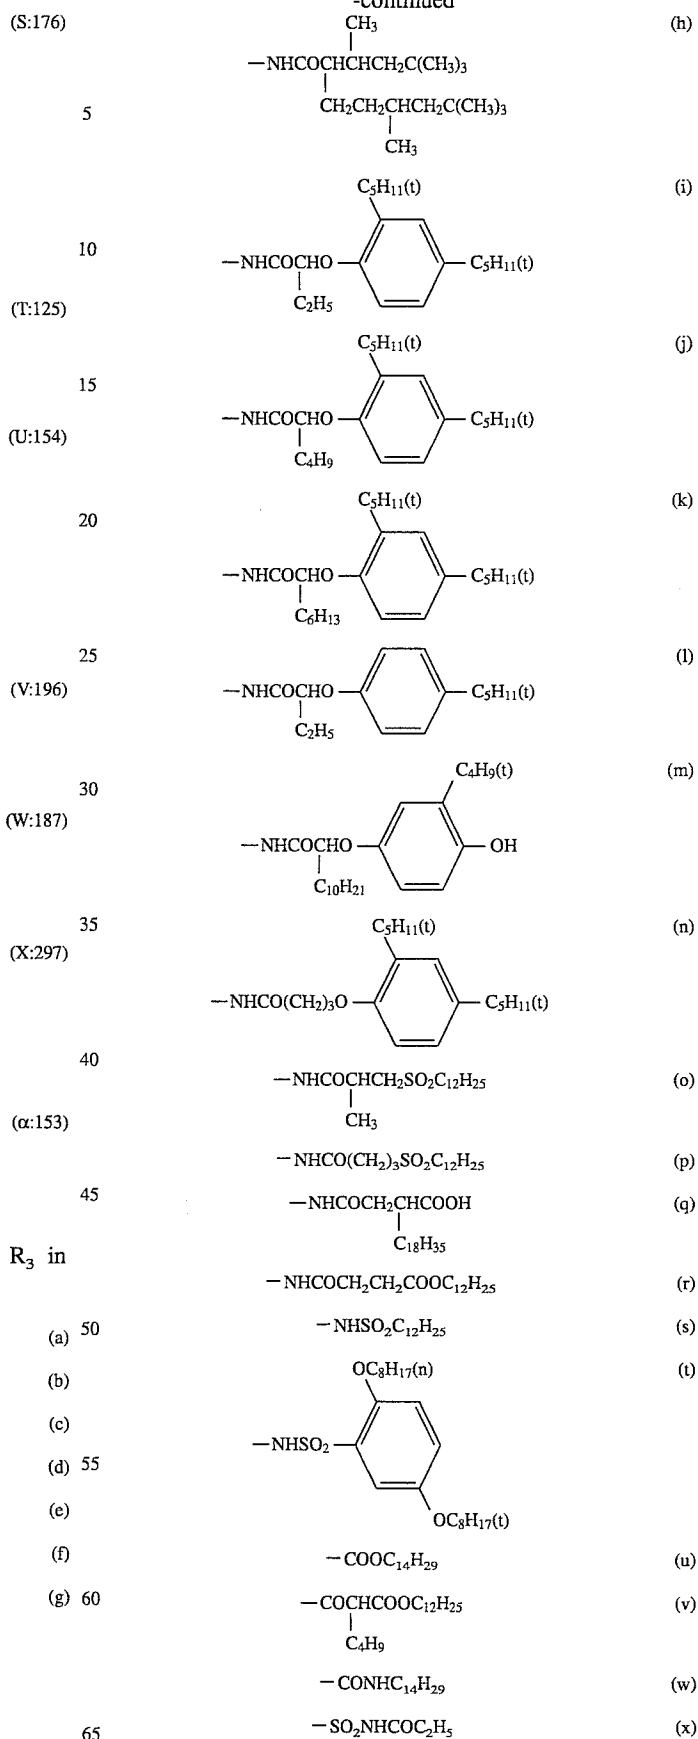 -continued
(S:176) CH3 (h)
—NHCOCHCHCH2C(CH3)3
5 CH2CH2CHCH2C(CH3)3
CH3
C5H11(t) (i)
10 —NHCOCHO C5H11(t)
C2H5
(T:125)
C5H11(t) (j)
15
(U:154) —NHCOCHO C5H11(t)
C4H9
C5H11(t) (k)
20
—NHCOCHO C5H11(t)
C6H13
25 (l)
(V:196) —NHCOCHO C5H11(t)
C2H5
C4H9(t) (m)
30
(W:187)
—NHCOCHO OH
C10H21
35 C5H11(t) (n)
(X:297)
—NHCO(CH2)3O C5H11(t)
40
—NHCOCHCH2SO2C12H25 (o)
(α:153) CH3
—NHCO(CH2)3SO2C12H25 (p)
45 —NHCOCH2CHCOOH (q)
C18H35
R3 in
—NHCOCH2CH2COOC12H25 (r)
(a) 50 —NHSO2C12H25 (s)
OC8H17(n) (t)
(b)
(c)
—NHSO2
(d) 55
(e)
OC8H17(t)
(f) —COOC14H29 (u)
(g) 60 —COCHCOOC12H25 (v)
C4H9
—CONHC14H29 (w)
65 —SO2NHCOC2H5 (x)